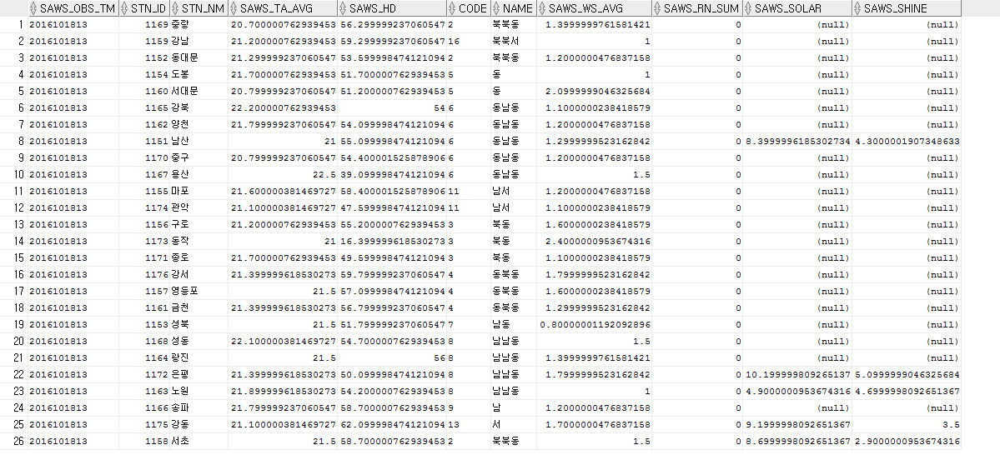 SAWS_OBS_TM STN_ID STN_NM SAWS_TA_AVG SAWS_HD CODE NAME SAWS_WS_AVG SAWS_RN_SUM SAWS_SOLAR SAWS_SHINE
1 2016101813 1169 중랑 20.700000762939453 56.299999237060547 2 북북동 1.3999999761581421 0 (null) (null)
2 2016101813 1159 강남 21.200000762939453 59.299999237060547 16 북북서 1 0 (null) (null)
3 2016101813 1152 동대문 21.299999237060547 53.599998474121094 2 북북동 1.2000000476837158 0 (null) (null)
4 2016101813 1154 도봉 21.700000762939453 51.700000762939453 5 동 1 0 (null) (null)
5 2016101813 1160 서대문 20.799999237060547 51.200000762939453 5 동 2.0999999046325684 0 (null) (null)
6 2016101813 1165 강북 22.200000762939453 54 6 동남동 1.1000000238418579 0 (null) (null)
7 2016101813 1162 양천 21.799999237060547 54.099998474121094 6 동남동 1.2000000476837158 0 (null) (null)
8 2016101813 1151 남산 21 55.099998474121094 6 동남동 1.2999999523162842 0 8.3999996185302734 4.3000001907348633
9 2016101813 1170 중구 20.799999237060547 54.400001525878906 6 동남동 1.2000000476837158 0 (null) (null)
10 2016101813 1167 용산 22.5 39.099998474121094 6 동남동 1.5 0 (null) (null)
11 2016101813 1155 마포 21.600000381469727 58.400001525878906 11 남서 1.2000000476837158 0 (null) (null)
12 2016101813 1174 관악 21.100000381469727 47.599998474121094 11 남서 1.1000000238418579 0 (null) (null)
13 2016101813 1156 구로 21.200000762939453 55.200000762939453 3 북동 1.6000000238418579 0 (null) (null)
14 2016101813 1173 동작 21 16.399999618530273 3 북동 2.4000000953674316 0 (null) (null)
15 2016101813 1171 종로 21.700000762939453 49.599998474121094 3 북동 1.1000000238418579 0 (null) (null)
16 2016101813 1176 강서 21.399999618530273 59.799999237060547 4 동북동 1.7999999523162842 0 (null) (null)
17 2016101813 1157 영등포 21.5 57.099998474121094 4 동북동 1.6000000238418579 0 (null) (null)
18 2016101813 1161 금천 21.399999618530273 56.799999237060547 4 동북동 1.2999999523162842 0 (null) (null)
19 2016101813 1153 성북 21.5 51.799999237060547 7 남동 0.80000001192092896 0 (null) (null)
20 2016101813 1168 성동 22.100000381469727 54.700000762939453 8 남남동 1.5 0 (null) (null)
21 2016101813 1164 광진 21.5 56 8 남남동 1.3999999761581421 0 (null) (null)
22 2016101813 1172 은평 21.399999618530273 50.099998474121094 8 남남동 1.7999999523162842 0 10.199999809265137 5.0999999046325684
23 2016101813 1163 노원 21.899999618530273 54.200000762939453 8 남남동 1 0 4.9000000953674316 4.6999998092651367
24 2016101813 1166 송파 21.799999237060547 58.700000762939453 9 남 1.2000000476837158 0 (null) (null)
25 2016101813 1175 강동 21.100000381469727 62.099998474121094 13 서 1.7000000476837158 0 9.1999998092651367 3.5
26 2016101813 1158 서초 21.5 58.700000762939453 2 북북동 1.5 0 8.6999998092651367 2.9000000953674316